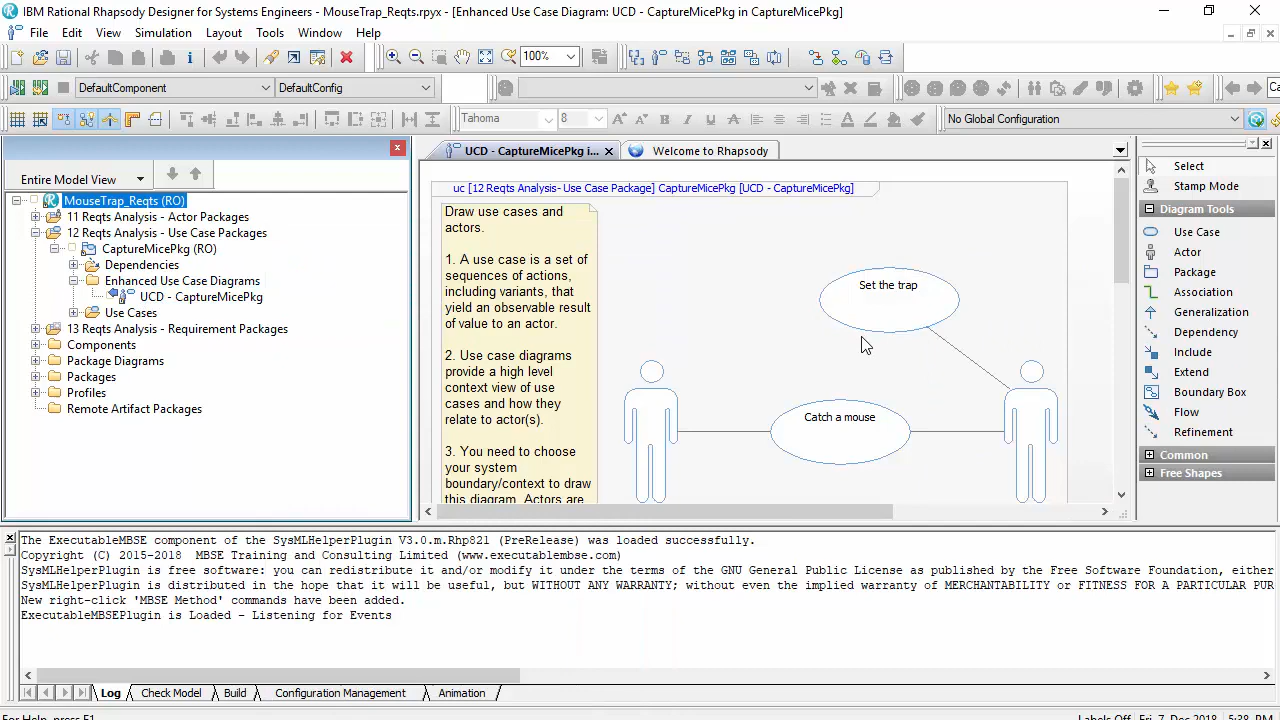 IBM Rational Rhapsody Designer for Systems Engineers - MouseTrap_Reqts.rpy - [Enhanced Use Case Diagram: UCD - CaptureMicePkg in CaptureMicePkg]
File Edit View Simulation Layout Tools Window Help
100%
DefaultComponent DefaultConfig
Tahoma 8 No Global Configuration
UCD - CaptureMicePkg i... Welcome to Rhapsody
Entire Model View
MouseTrap_Reqts (RO)
11 Reqts Analysis - Actor Packages
12 Reqts Analysis - Use Case Packages
CaptureMicePkg (RO)
Dependencies
Enhanced Use Case Diagrams
UCD - CaptureMicePkg
Use Cases
13 Reqts Analysis - Requirement Packages
Components
Package Diagrams
Packages
Profiles
Remote Artifact Packages
uc [12 Reqts Analysis- Use Case Package] CaptureMicePkg [UCD - CaptureMicePkg]
Draw use cases and
actors.
1. A use case is a set of
sequences of actions,
including variants, that
yield an observable result
of value to an actor.
2. Use case diagrams
provide a high level
context view of use
cases and how they
relate to actor(s).
3. You need to choose
your system
boundary/context to draw
this diagram. Actors are
Set the trap
Catch a mouse
Select
Stamp Mode
Diagram Tools
Use Case
Actor
Package
Association
Generalization
Dependency
Include
Extend
Boundary Box
Flow
Refinement
Common
Free Shapes
The ExecutableMBSE component of the SysMLHelperPlugin V3.0.m.Rhp821 (PreRelease) was loaded successfully.
Copyright (C) 2015-2018 MBSE Training and Consulting Limited (www.executablembse.com)
SysMLHelperPlugin is free software: you can redistribute it and/or modify it under the terms of the GNU General Public License as published by the Free Software Foundation, either
SysMLHelperPlugin is distributed in the hope that it will be useful, but WITHOUT ANY WARRANTY; without even the implied warranty of MERCHANTABILITY or FITNESS FOR A PARTICULAR PUR
New right-click 'MBSE Method' commands have been added.
ExecutableMBSEPlugin is Loaded - Listening for Events
Log Check Model Build Configuration Management Animation
For Help, press F1 Labels Off Fri, 7, Dec 2018 5:38 PM